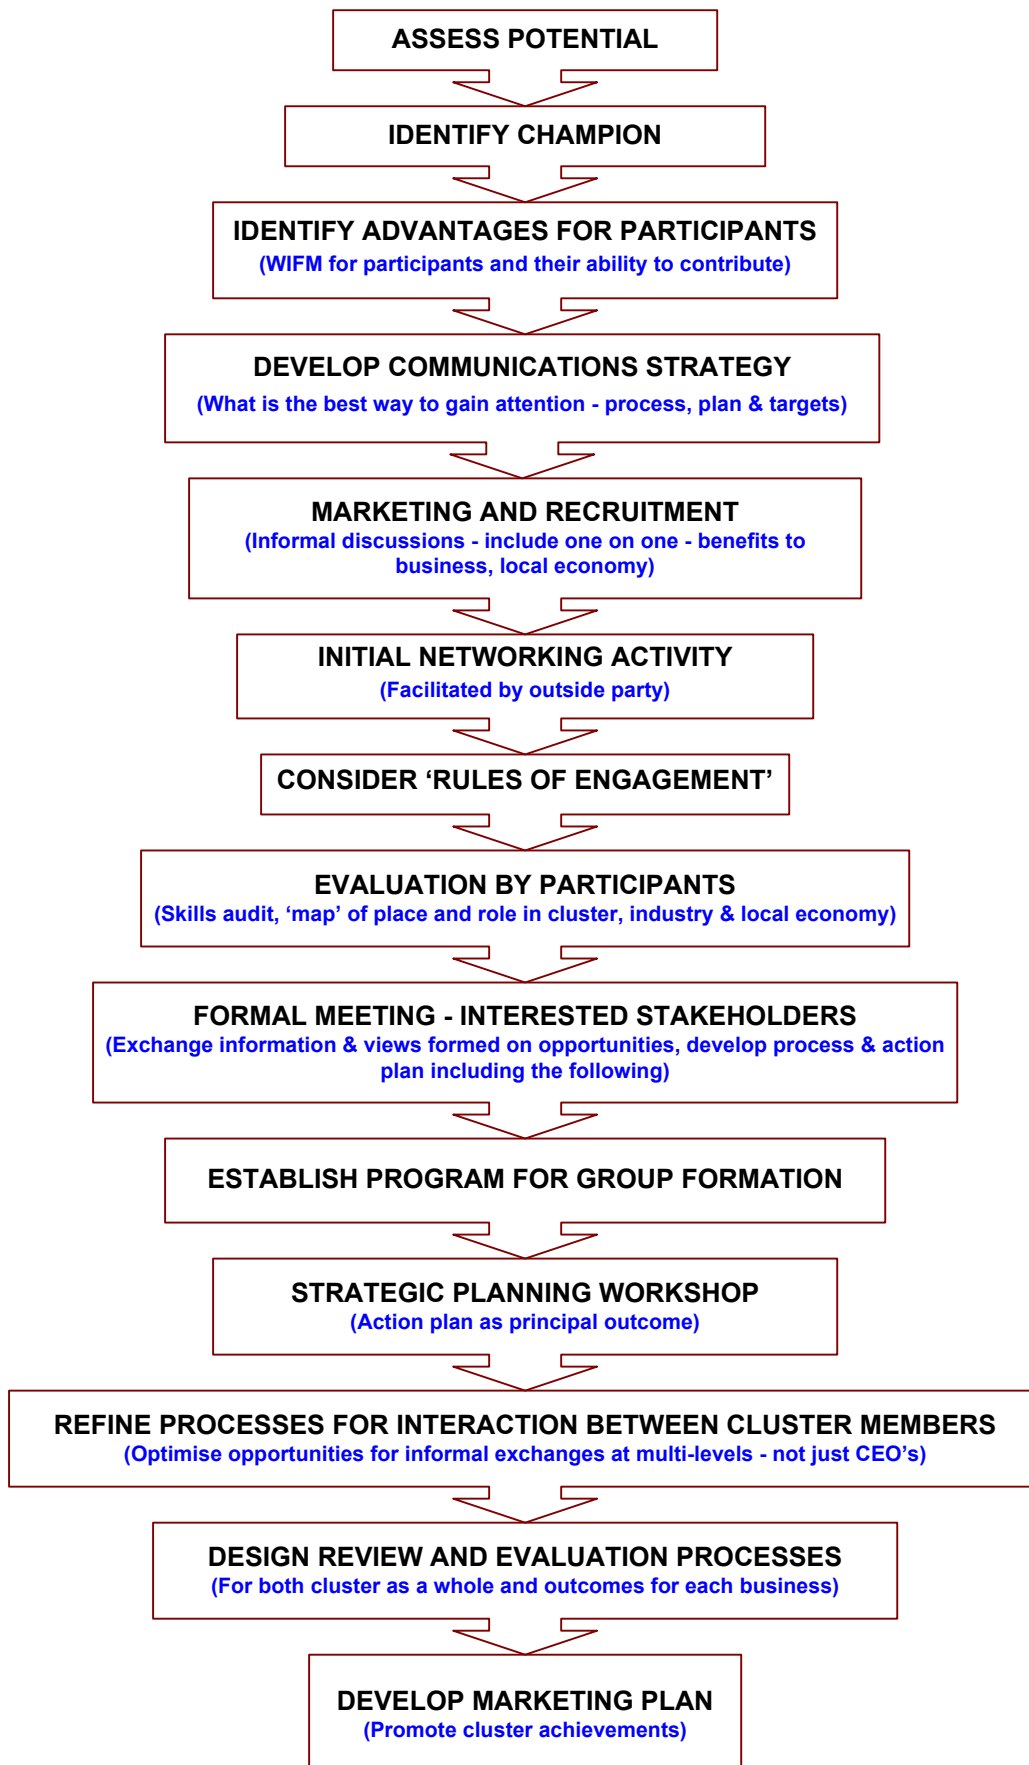 ASSESS POTENTIAL
IDENTIFY CHAMPION
IDENTIFY ADVANTAGES FOR PARTICIPANTS
(WIFM for participants and their ability to contribute)
DEVELOP COMMUNICATIONS STRATEGY
(What is the best way to gain attention - process, plan & targets)
MARKETING AND RECRUITMENT
(Informal discussions - include one on one - benefits to
business, local economy)
INITIAL NETWORKING ACTIVITY
(Facilitated by outside party)
CONSIDER ‘RULES OF ENGAGEMENT’
EVALUATION BY PARTICIPANTS
(Skills audit, ‘map’ of place and role in cluster, industry & local economy)
FORMAL MEETING - INTERESTED STAKEHOLDERS
(Exchange information & views formed on opportunities, develop process & action
plan including the following)
ESTABLISH PROGRAM FOR GROUP FORMATION
STRATEGIC PLANNING WORKSHOP
(Action plan as principal outcome)
REFINE PROCESSES FOR INTERACTION BETWEEN CLUSTER MEMBERS
(Optimise opportunities for informal exchanges at multi-levels - not just CEO’s)
DESIGN REVIEW AND EVALUATION PROCESSES
(For both cluster as a whole and outcomes for each business)
DEVELOP MARKETING PLAN
(Promote cluster achievements)